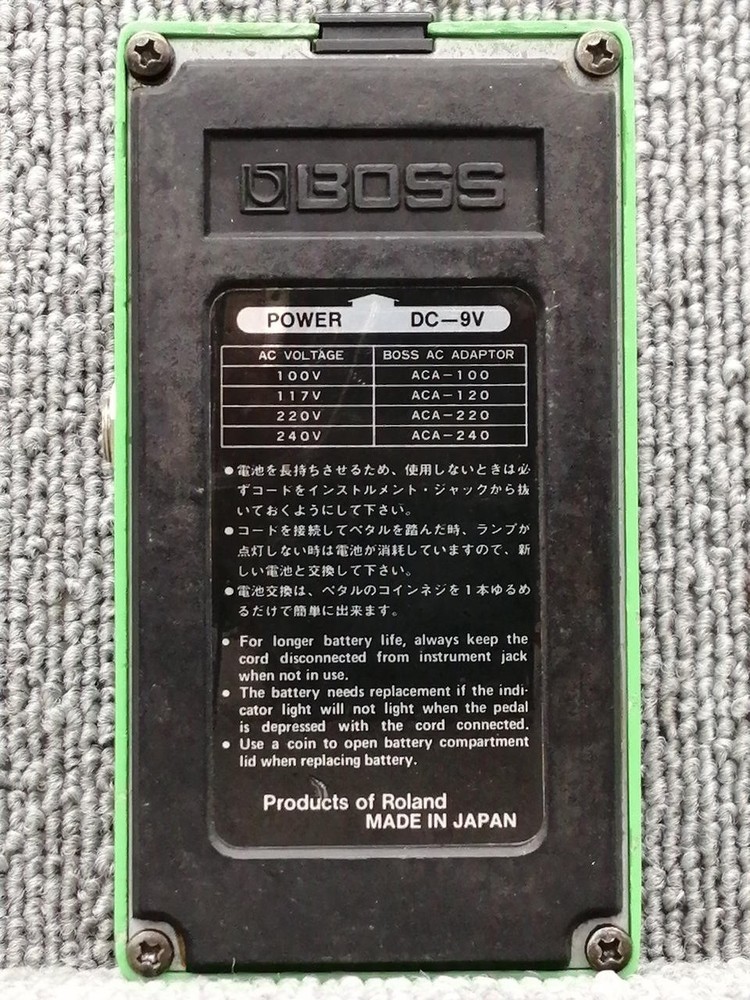 BOSS
POWER DC—9V
AC VOLTAGE BOSS AC ADAPTOR
100V ACA-100
117V ACA-120
220V ACA-220
240V ACA-240
●電池を長持ちさせるため、使用しないときは必
ずコードをインストルメント・ジャックから抜
いておくようにして下さい。
●コードを接続してペタルを踏んだ時、ランプが
点灯しない時は電池が消耗していますので、新
しい電池と交換して下さい。
●電池交換は、ペタルのコインネジを1本ゆるめ
るだけで簡単に出来ます。
● For longer battery life, always keep the
cord disconnected from instrument jack
when not in use.
● The battery needs replacement if the indi-
cator light will not light when the pedal
is depressed with the cord connected.
● Use a coin to open battery compartment
lid when replacing battery.
Products of Roland
MADE IN JAPAN